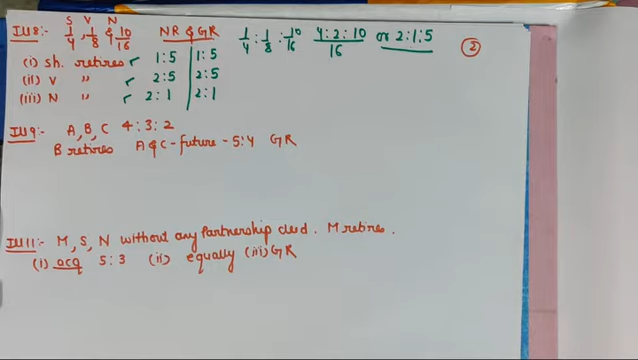 S V N
ILL8:- 1/4, 1/8 & 10/16 NR & GR 1/4 : 1/8 : 10/16 4:2:10/16 or 2:1:5 (2)
(i) Sh. retires 1:5 1:5
(ii) V " 2:5 2:5
(iii) N " 2:1 2:1
ILL9:- A, B, C 4:3:2
B retires A & C - future - 5:4 GR
ILL11:- M, S, N without any Partnership deed. M retires.
(i) acq 5:3 (ii) equally (iii) GR